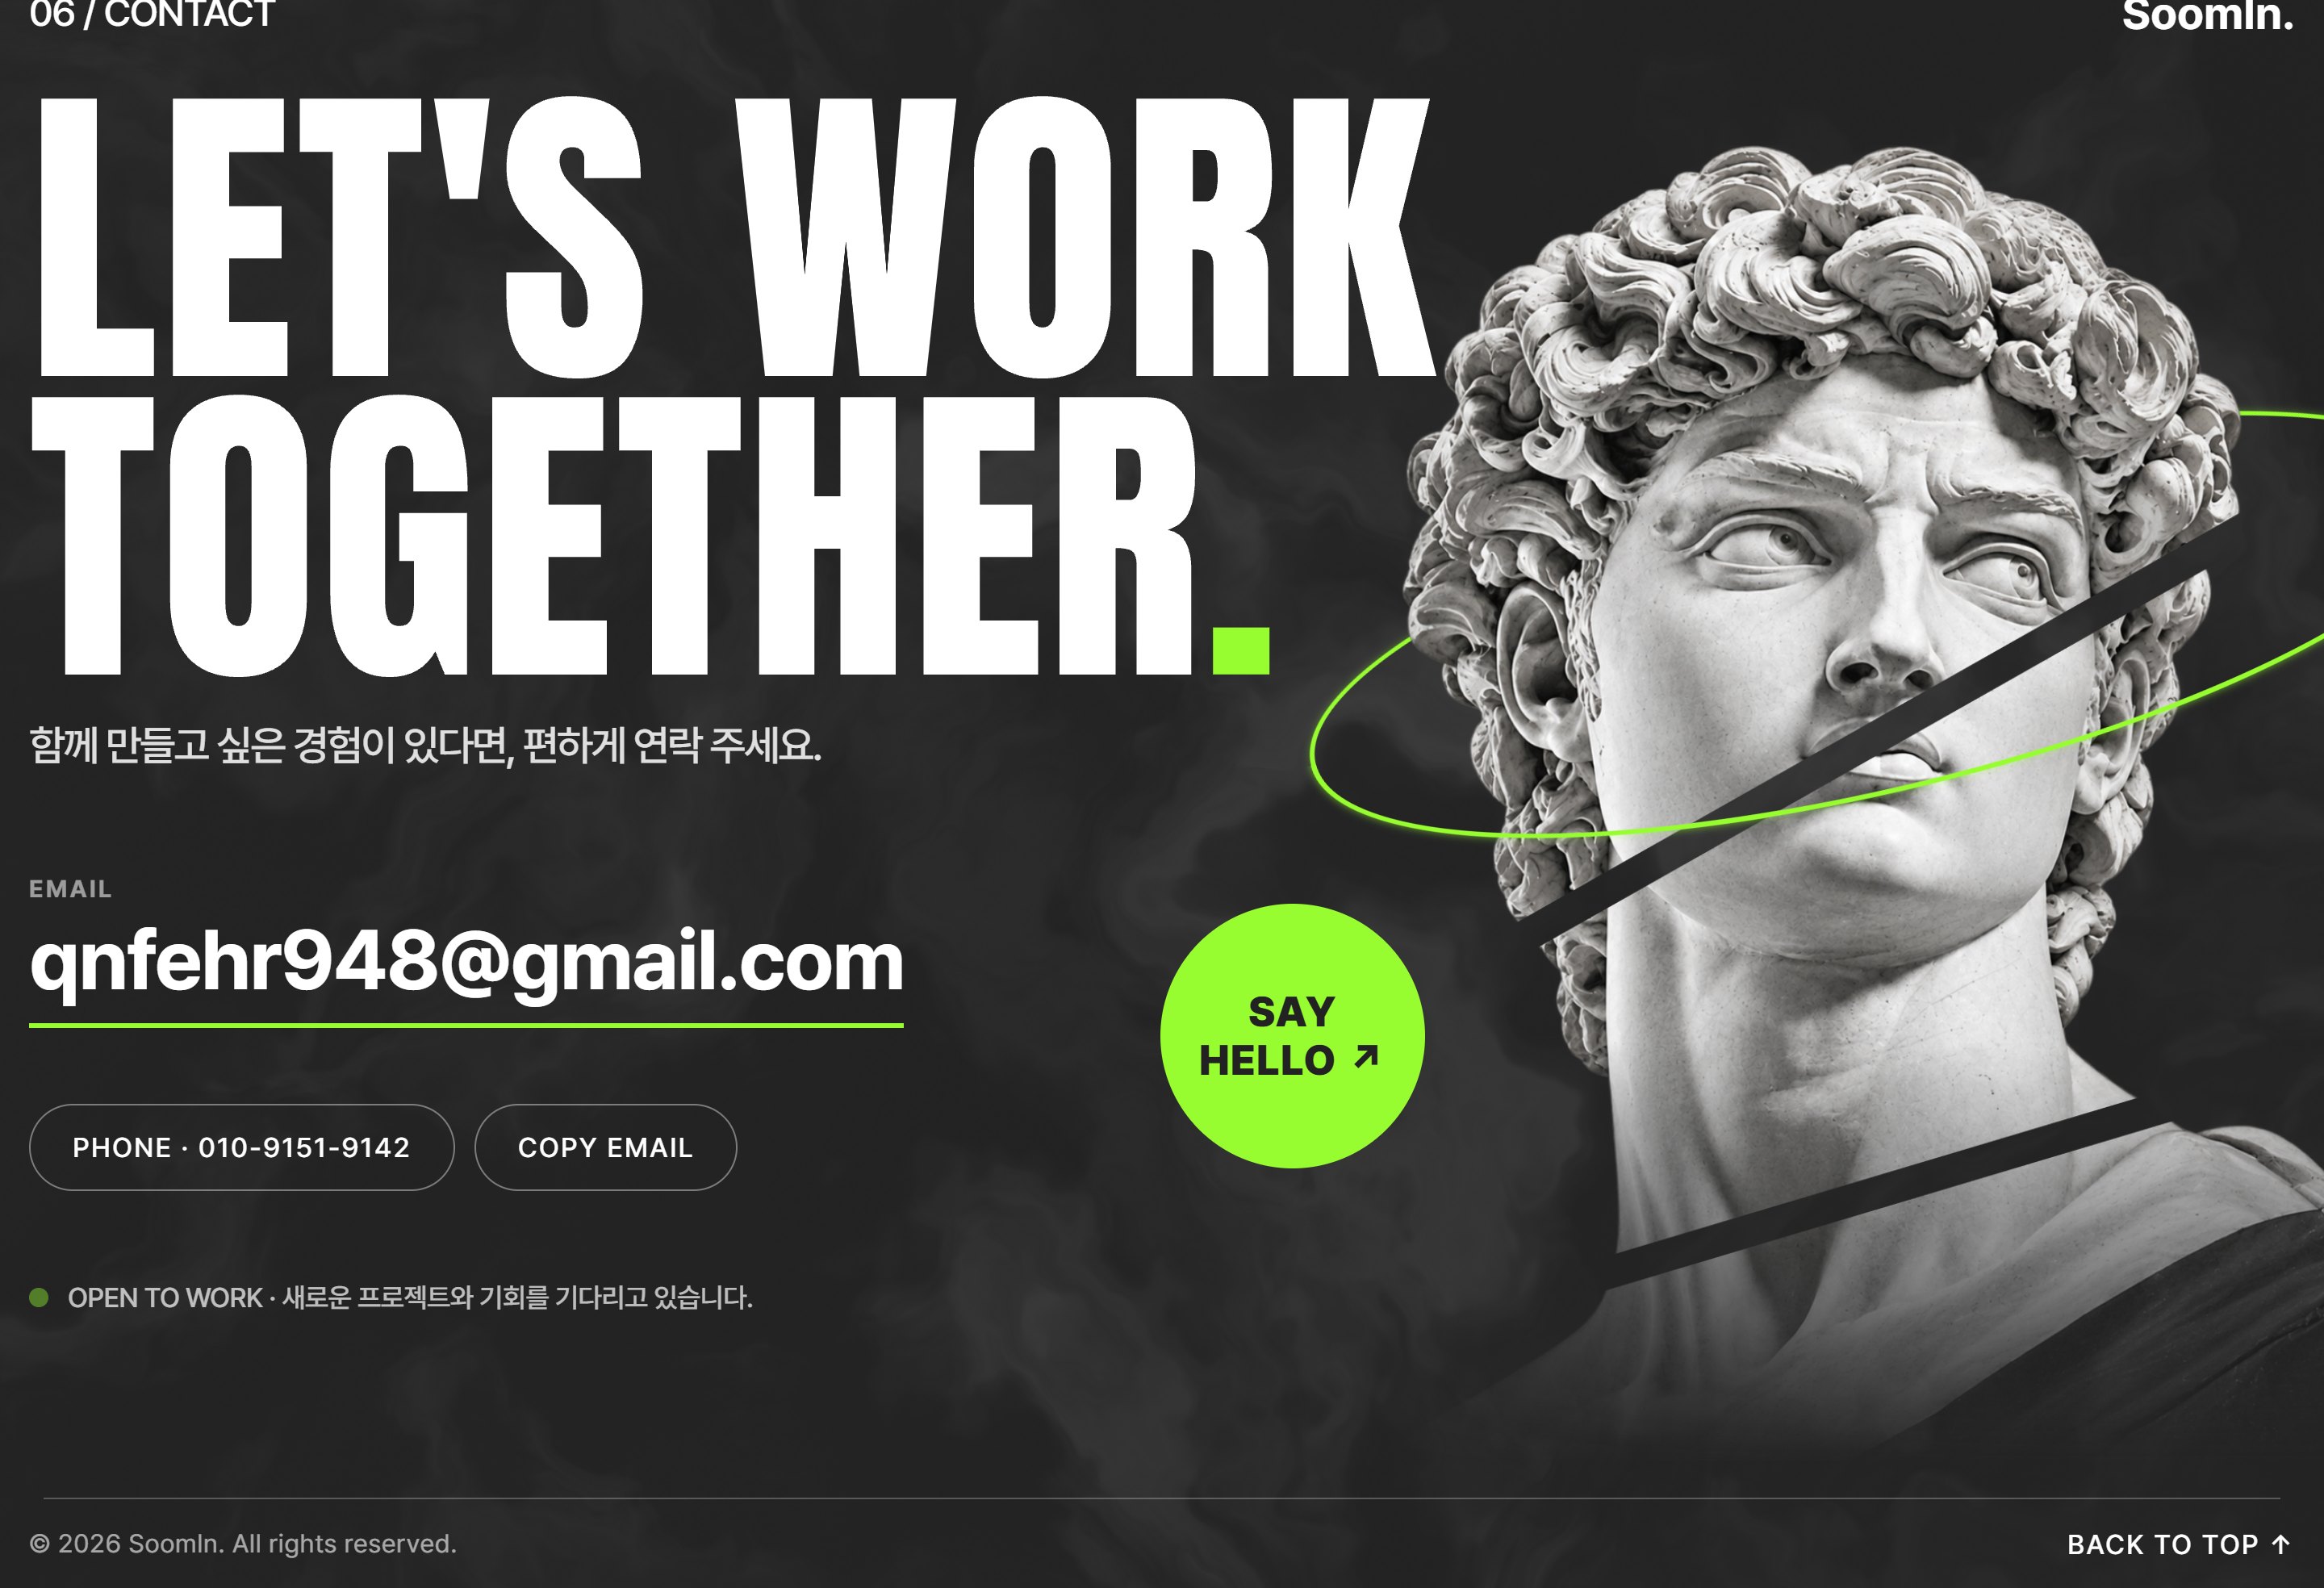 06 / CONTACT
SoomIn.
LET'S WORK
TOGETHER.
함께 만들고 싶은 경험이 있다면, 편하게 연락 주세요.
EMAIL
qnfehr948@gmail.com
SAY
HELLO ↗
PHONE · 010-9151-9142
COPY EMAIL
OPEN TO WORK · 새로운 프로젝트와 기회를 기다리고 있습니다.
© 2026 SoomIn. All rights reserved.
BACK TO TOP ↑